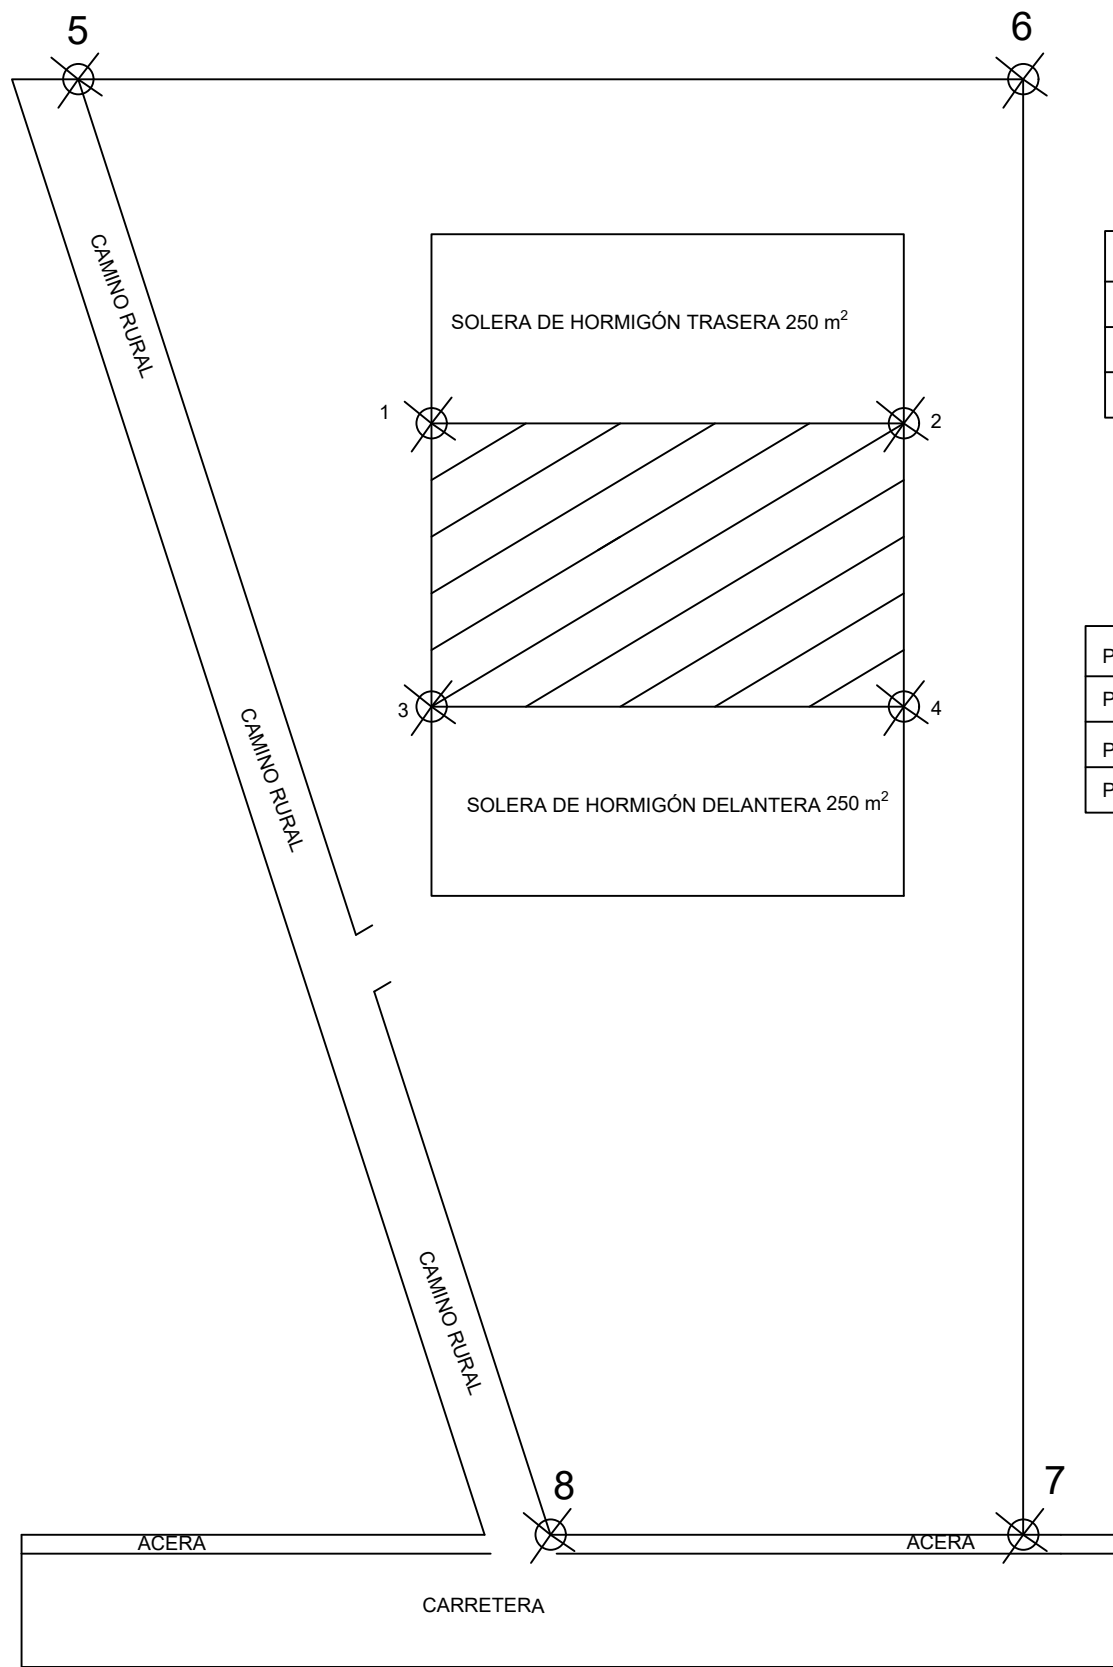 5
6
CAMINO RURAL
SOLERA DE HORMIGÓN TRASERA 250 m²
1
2
P
P
P
P
3
4
CAMINO RURAL
SOLERA DE HORMIGÓN DELANTERA 250 m²
CAMINO RURAL
8
7
ACERA
ACERA
CARRETERA